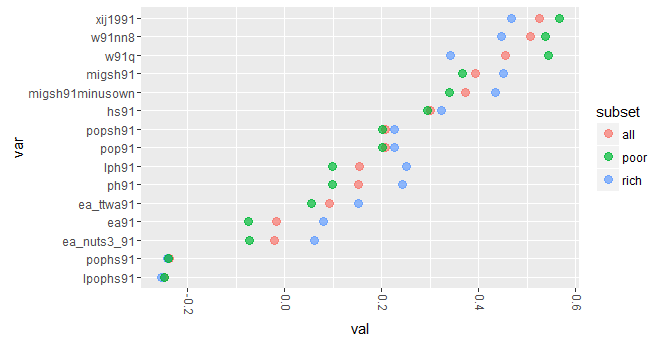 xij1991
w91nn8
w91q
migsh91
migsh91minusown
hs91
popsh91
pop91
lph91
ph91
ea_ttwa91
ea91
ea_nuts3_91
pophs91
lpophs91
var
-0.2
0.0
0.2
0.4
0.6
val
subset
all
poor
rich